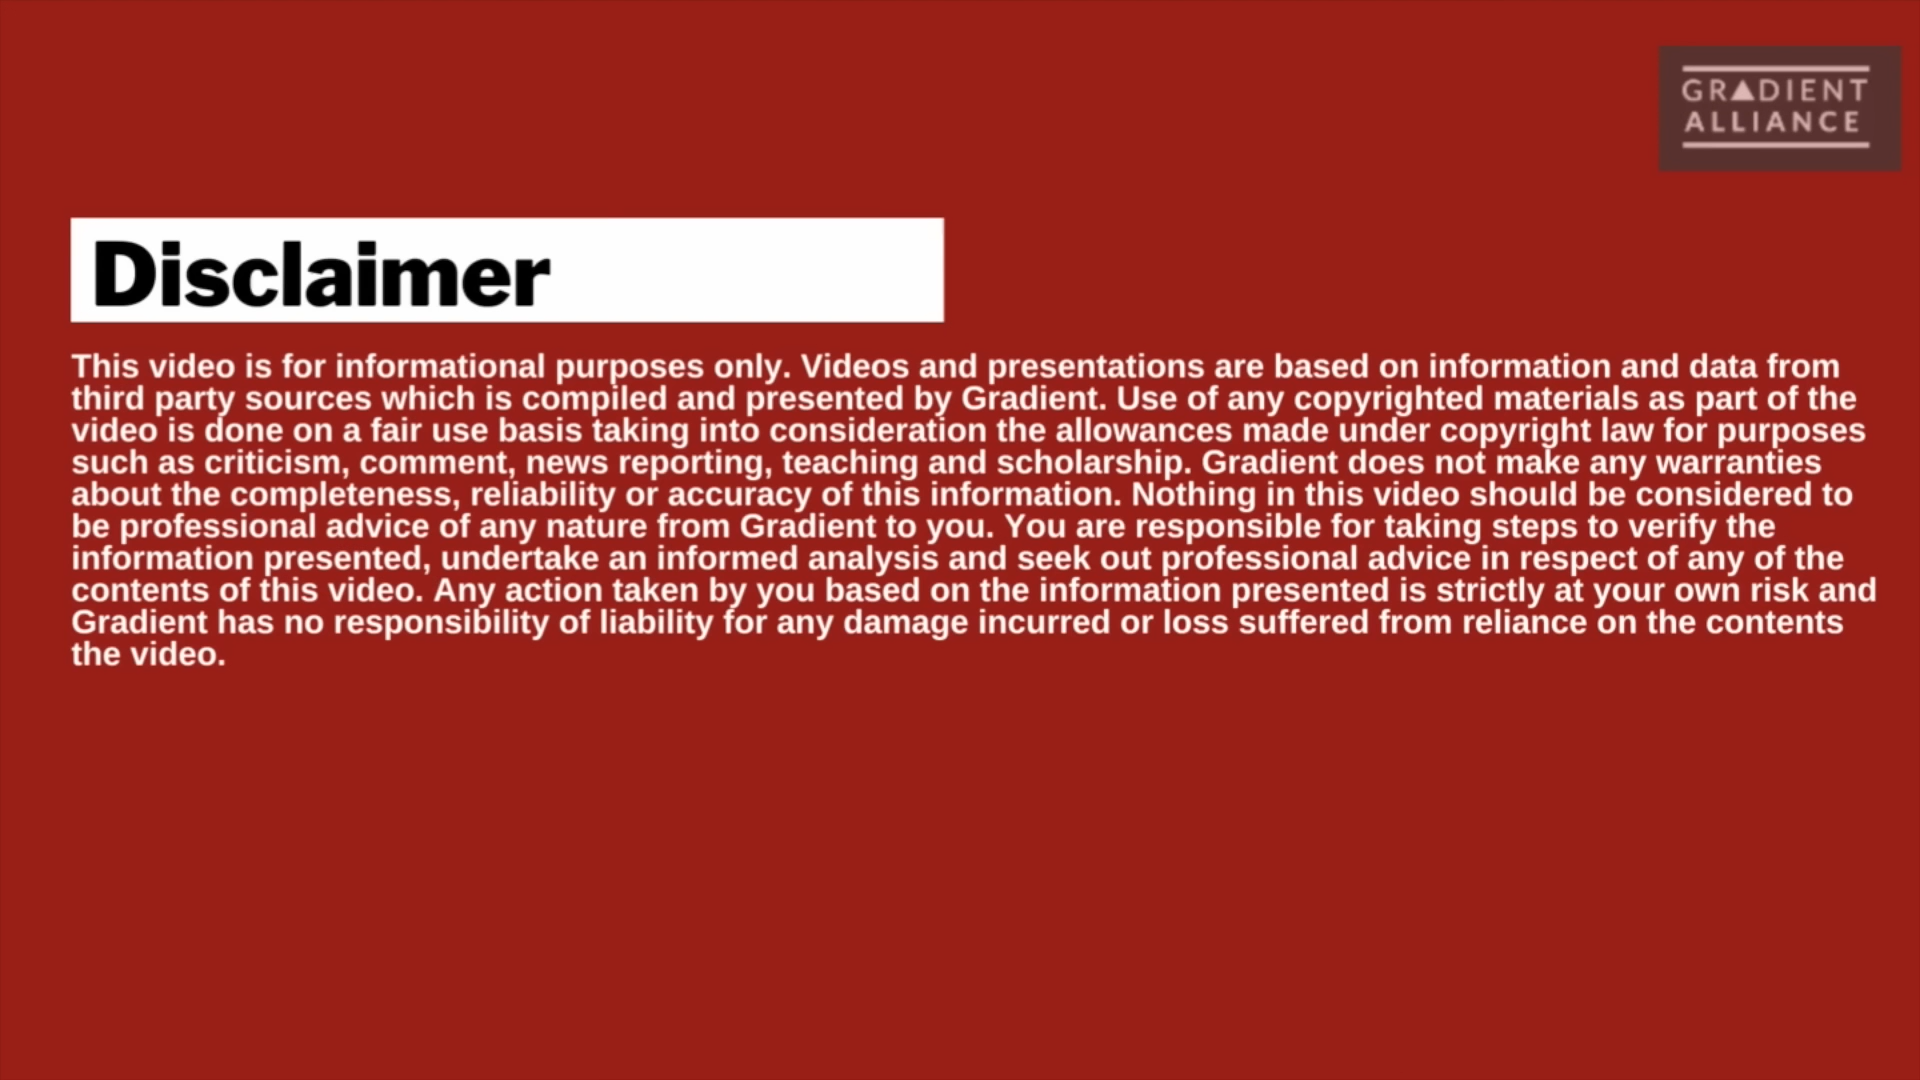 GRADIENT
ALLIANCE
Disclaimer
This video is for informational purposes only. Videos and presentations are based on information and data from
third party sources which is compiled and presented by Gradient. Use of any copyrighted materials as part of the
video is done on a fair use basis taking into consideration the allowances made under copyright law for purposes
such as criticism, comment, news reporting, teaching and scholarship. Gradient does not make any warranties
about the completeness, reliability or accuracy of this information. Nothing in this video should be considered to
be professional advice of any nature from Gradient to you. You are responsible for taking steps to verify the
information presented, undertake an informed analysis and seek out professional advice in respect of any of the
contents of this video. Any action taken by you based on the information presented is strictly at your own risk and
Gradient has no responsibility of liability for any damage incurred or loss suffered from reliance on the contents
the video.